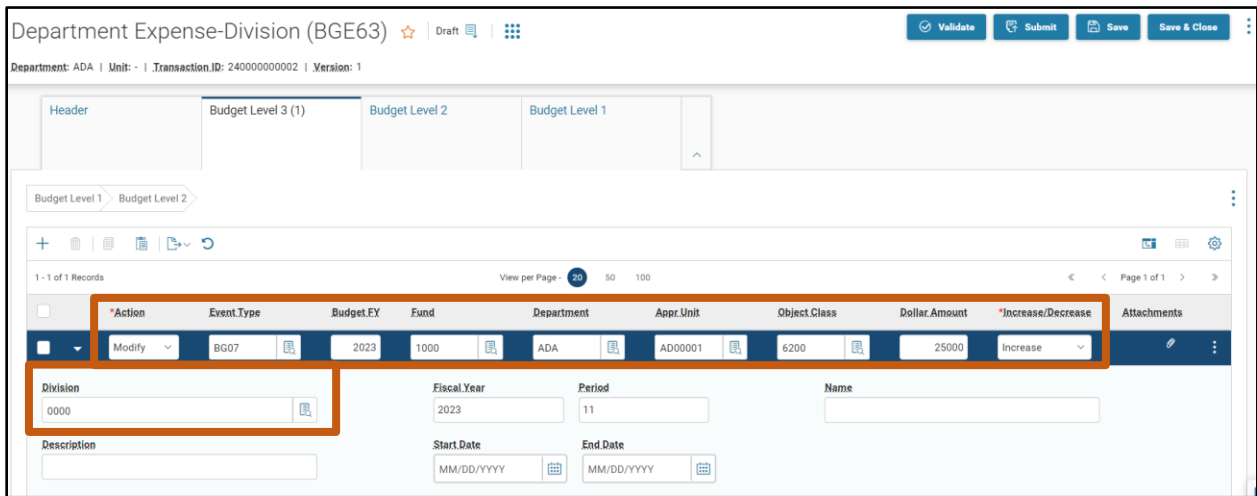 Department Expense-Division (BGE63) Draft Validate Submit Save Save & Close
Department: ADA | Unit: - | Transaction ID: 240000000002 | Version: 1
Header Budget Level 3 (1) Budget Level 2 Budget Level 1
Budget Level 1 Budget Level 2
1 - 1 of 1 Records View per Page - 20 50 100 Page 1 of 1
*Action Event Type Budget FY Fund Department Appr Unit Object Class Dollar Amount *Increase/Decrease Attachments
Modify BG07 2023 1000 ADA AD00001 6200 25000 Increase
Division Fiscal Year Period Name
0000 2023 11
Description Start Date End Date
MM/DD/YYYY MM/DD/YYYY